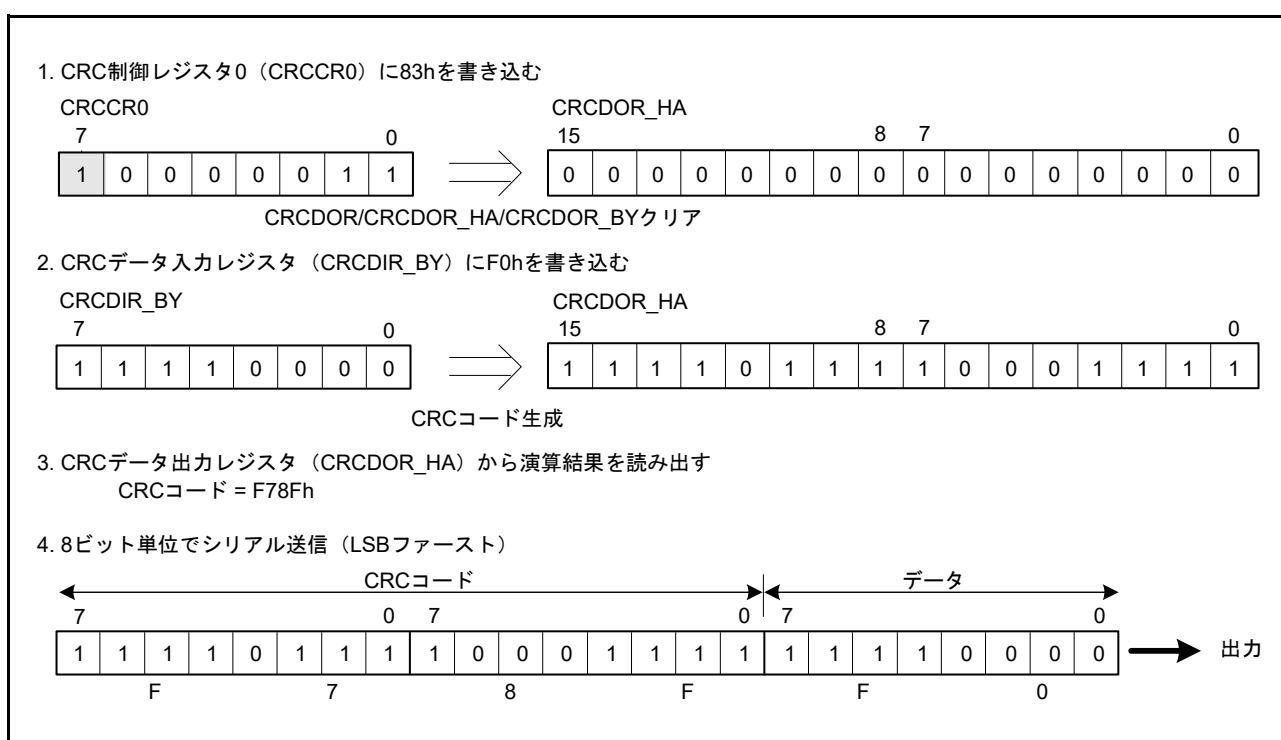 1. CRC制御レジスタ0（CRCCR0）に83hを書き込む
CRCCR0 CRCDOR_HA
7 0 15 8 7 0
1 0 0 0 0 0 1 1 0 0 0 0 0 0 0 0 0 0 0 0 0 0 0 0
CRCDOR/CRCDOR_HA/CRCDOR_BYクリア
2. CRCデータ入力レジスタ（CRCDIR_BY）にF0hを書き込む
CRCDIR_BY CRCDOR_HA
7 0 15 8 7 0
1 1 1 1 0 0 0 0 1 1 1 1 0 1 1 1 1 0 0 0 1 1 1 1
CRCコード生成
3. CRCデータ出力レジスタ（CRCDOR_HA）から演算結果を読み出す
CRCコード = F78Fh
4. 8ビット単位でシリアル送信（LSBファースト）
CRCコード データ
7 0 7 0 7 0
1 1 1 1 0 1 1 1 1 0 0 0 1 1 1 1 1 1 1 1 0 0 0 0 出力
F 7 8 F F 0